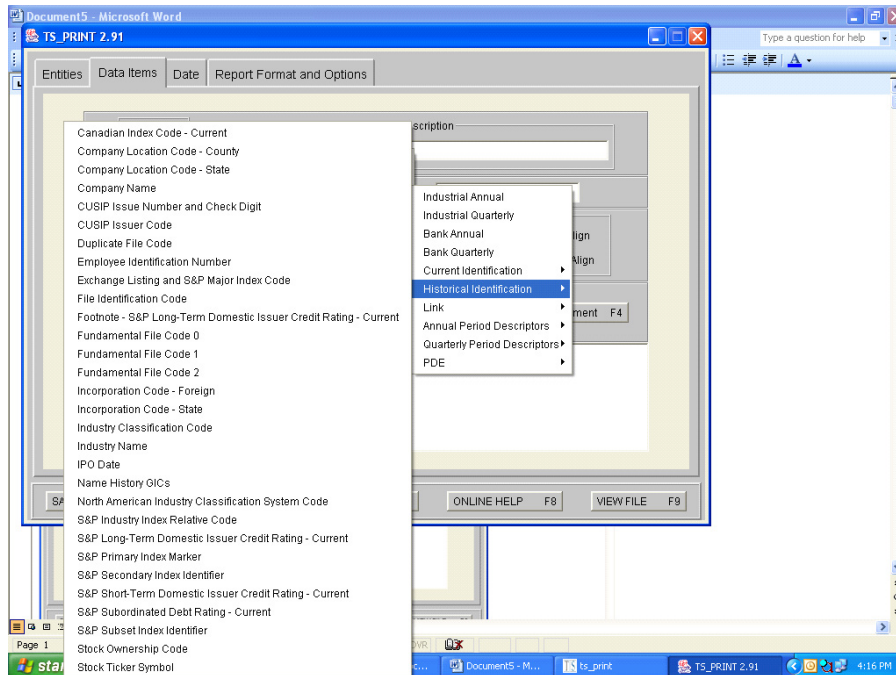 Document5 - Microsoft Word
TS_PRINT 2.91
Type a question for help
Entities
Data Items
Date
Report Format and Options
scription
Canadian Index Code - Current
Company Location Code - County
Company Location Code - State
Company Name
CUSIP Issue Number and Check Digit
CUSIP Issuer Code
Duplicate File Code
Employee Identification Number
Exchange Listing and S&P Major Index Code
File Identification Code
Footnote - S&P Long-Term Domestic Issuer Credit Rating - Current
Fundamental File Code 0
Fundamental File Code 1
Fundamental File Code 2
Incorporation Code - Foreign
Incorporation Code - State
Industry Classification Code
Industry Name
IPO Date
Name History GICs
North American Industry Classification System Code
S&P Industry Index Relative Code
S&P Long-Term Domestic Issuer Credit Rating - Current
S&P Primary Index Marker
S&P Secondary Index Identifier
S&P Short-Term Domestic Issuer Credit Rating - Current
S&P Subordinated Debt Rating - Current
S&P Subset Index Identifier
Stock Ownership Code
Stock Ticker Symbol
Industrial Annual
Industrial Quarterly
Bank Annual
Bank Quarterly
Current Identification
Historical Identification
Link
Annual Period Descriptors
Quarterly Period Descriptors
PDE
lign
Align
ment F4
SA
ONLINE HELP F8
VIEW FILE F9
Page 1
OVR
star
Document5 - M...
ts_print
TS_PRINT 2.91
4:16 PM